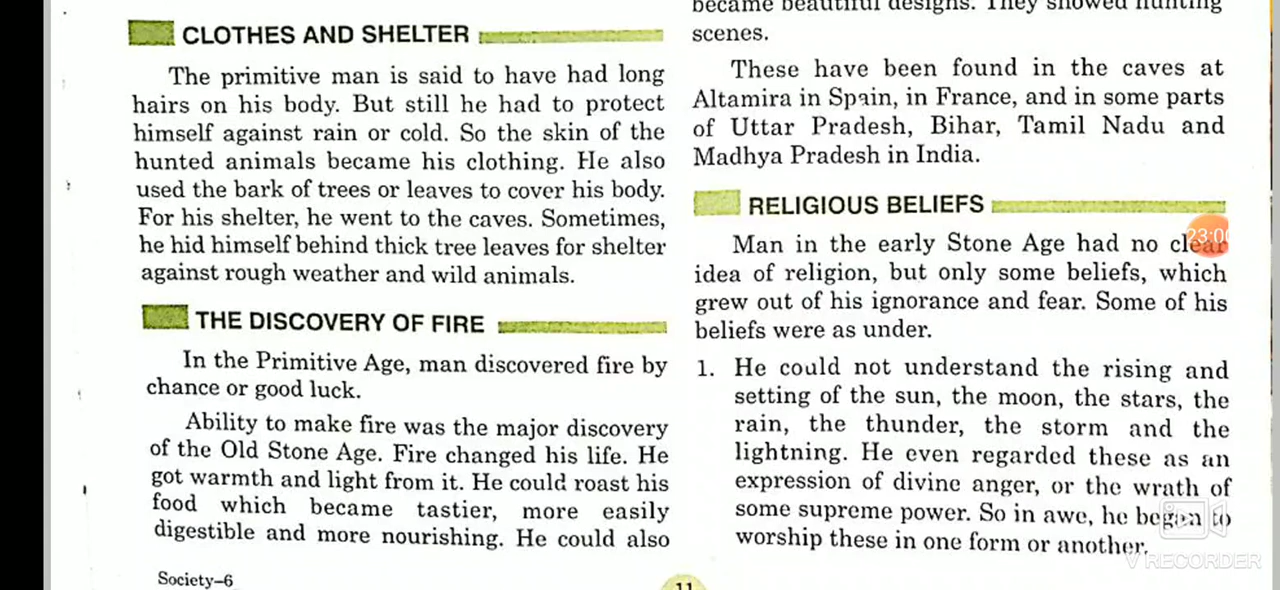 CLOTHES AND SHELTER
The primitive man is said to have had long
hairs on his body. But still he had to protect
himself against rain or cold. So the skin of the
hunted animals became his clothing. He also
used the bark of trees or leaves to cover his body.
For his shelter, he went to the caves. Sometimes,
he hid himself behind thick tree leaves for shelter
against rough weather and wild animals.
THE DISCOVERY OF FIRE
In the Primitive Age, man discovered fire by
chance or good luck.
Ability to make fire was the major discovery
of the Old Stone Age. Fire changed his life. He
got warmth and light from it. He could roast his
food which became tastier, more easily
digestible and more nourishing. He could also
Society–6
11
became beautiful designs. They showed hunting
scenes.
These have been found in the caves at
Altamira in Spain, in France, and in some parts
of Uttar Pradesh, Bihar, Tamil Nadu and
Madhya Pradesh in India.
RELIGIOUS BELIEFS
Man in the early Stone Age had no clear
idea of religion, but only some beliefs, which
grew out of his ignorance and fear. Some of his
beliefs were as under.
1. He could not understand the rising and
setting of the sun, the moon, the stars, the
rain, the thunder, the storm and the
lightning. He even regarded these as an
expression of divine anger, or the wrath of
some supreme power. So in awe, he began to
worship these in one form or another.
23:00
V RECORDER